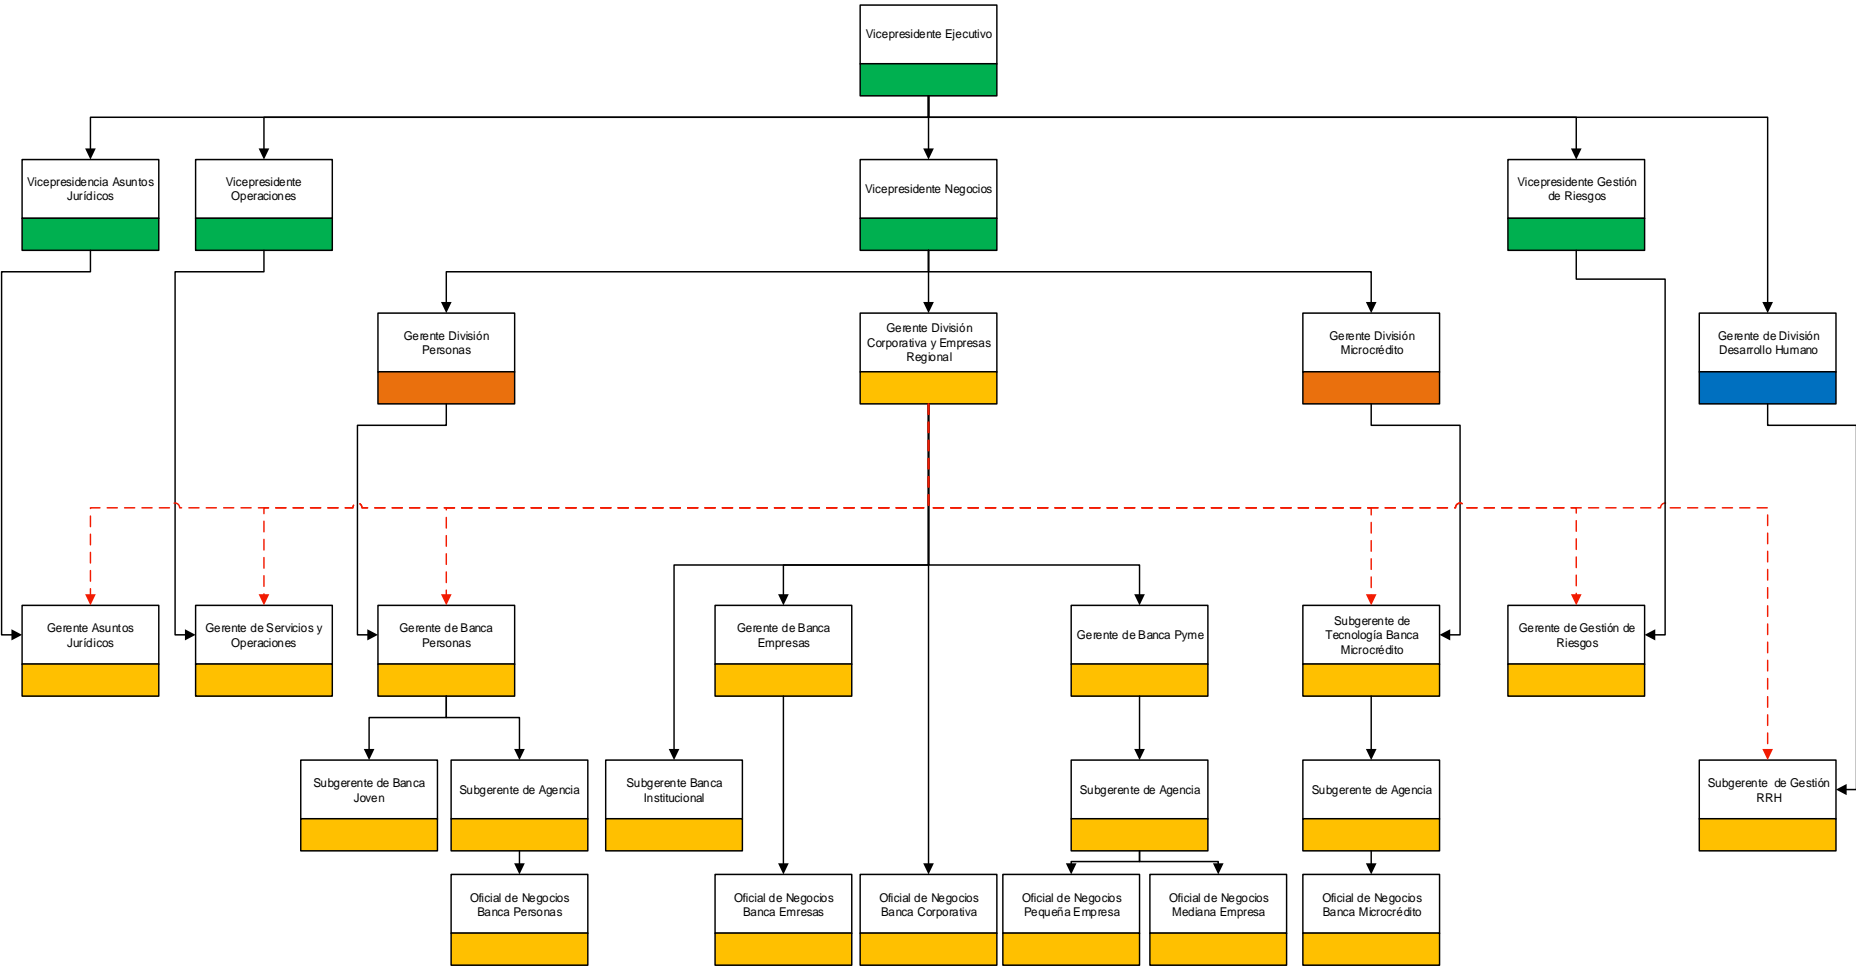 Vicepresidente Ejecutivo
Vicepresidencia Asuntos
Jurídicos
Vicepresidente
Operaciones
Vicepresidente Negocios
Vicepresidente Gestión
de Riesgos
Gerente División
Personas
Gerente División
Corporativa y Empresas
Regional
Gerente División
Microcrédito
Gerente de División
Desarrollo Humano
Gerente Asuntos
Jurídicos
Gerente de Servicios y
Operaciones
Gerente de Banca
Personas
Gerente de Banca
Empresas
Gerente de Banca Pyme
Subgerente de
Tecnología Banca
Microcrédito
Gerente de Gestión de
Riesgos
Subgerente de Banca
Joven
Subgerente de Agencia
Subgerente Banca
Institucional
Subgerente de Agencia
Subgerente de Agencia
Subgerente de Gestión
RRH
Oficial de Negocios
Banca Personas
Oficial de Negocios
Banca Emresas
Oficial de Negocios
Banca Corporativa
Oficial de Negocios
Pequeña Empresa
Oficial de Negocios
Mediana Empresa
Oficial de Negocios
Banca Microcrédito